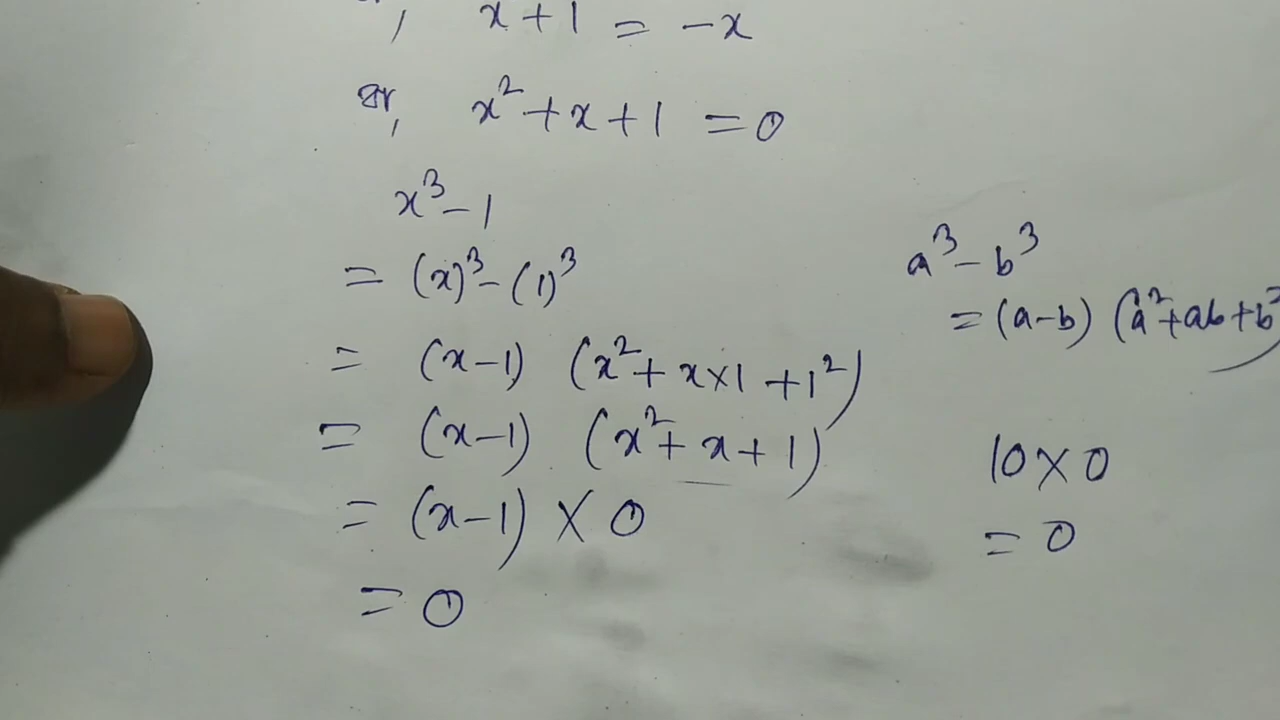 , x+1 = -x
or, x²+x+1 = 0
x³-1
= (x)³-(1)³
= (x-1) (x²+x×1+1²)
= (x-1) (x²+x+1)
= (x-1) × 0
= 0
a³-b³
= (a-b) (a²+ab+b²)
10×0
= 0